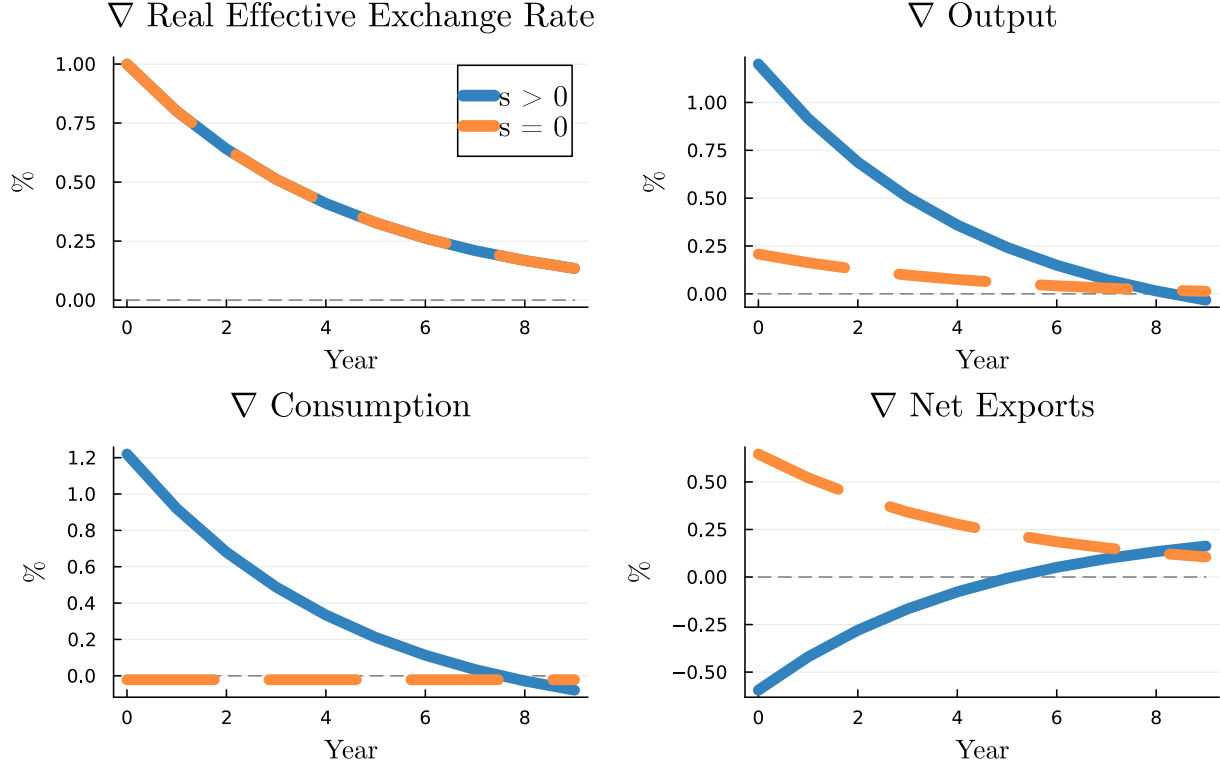 ∇ Real Effective Exchange Rate
1.00
0.75
0.50
0.25
0.00
%
s > 0
s = 0
0 2 4 6 8
Year
∇ Output
1.00
0.75
0.50
0.25
0.00
%
0 2 4 6 8
Year
∇ Consumption
1.2
1.0
0.8
0.6
0.4
0.2
0.0
%
0 2 4 6 8
Year
∇ Net Exports
0.50
0.25
0.00
−0.25
−0.50
%
0 2 4 6 8
Year